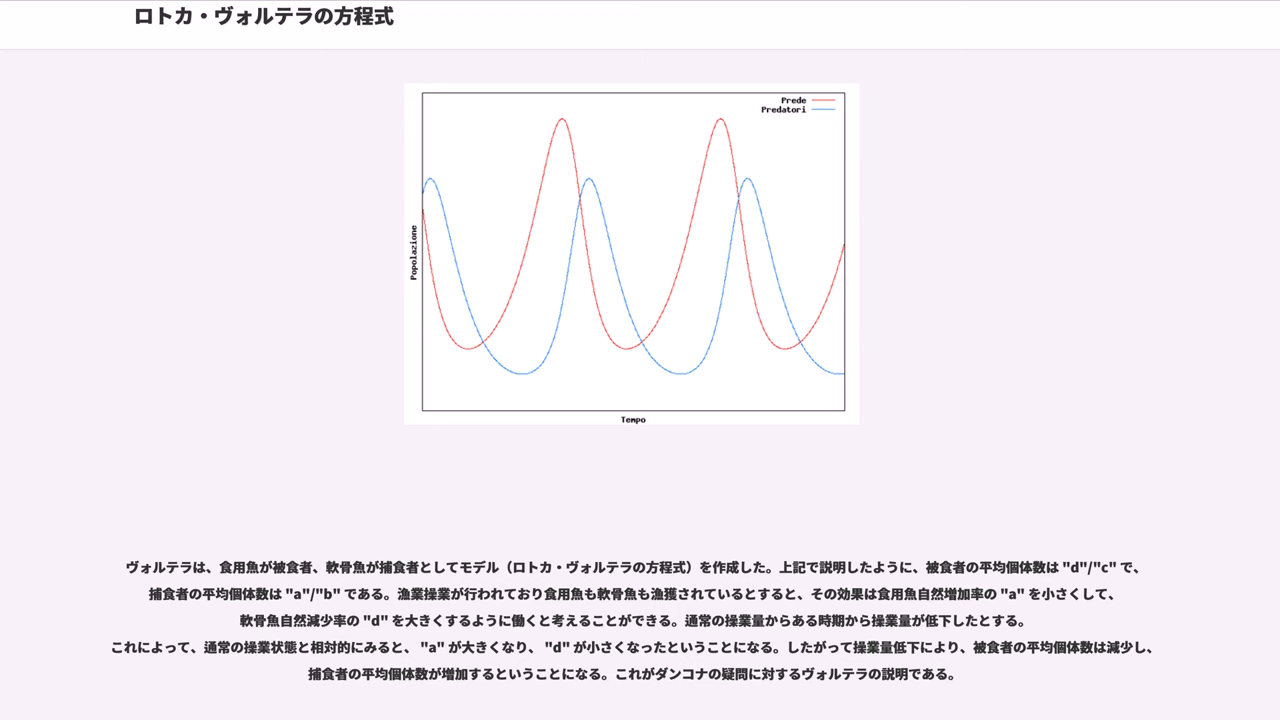 ロトカ・ヴォルテラの方程式
Prede
Predatori
Popolazione
Tempo
ヴォルテラは、食用魚が被食者、軟骨魚が捕食者としてモデル（ロトカ・ヴォルテラの方程式）を作成した。上記で説明したように、被食者の平均個体数は "d"/"c" で、
捕食者の平均個体数は "a"/"b" である。漁業操業が行われており食用魚も軟骨魚も漁獲されているとすると、その効果は食用魚自然増加率の "a" を小さくして、
軟骨魚自然減少率の "d" を大きくするように働くと考えることができる。通常の操業量からある時期から操業量が低下したとする。
これによって、通常の操業状態と相対的にみると、 "a" が大きくなり、 "d" が小さくなったということになる。したがって操業量低下により、被食者の平均個体数は減少し、
捕食者の平均個体数が増加するということになる。これがダンコナの疑問に対するヴォルテラの説明である。